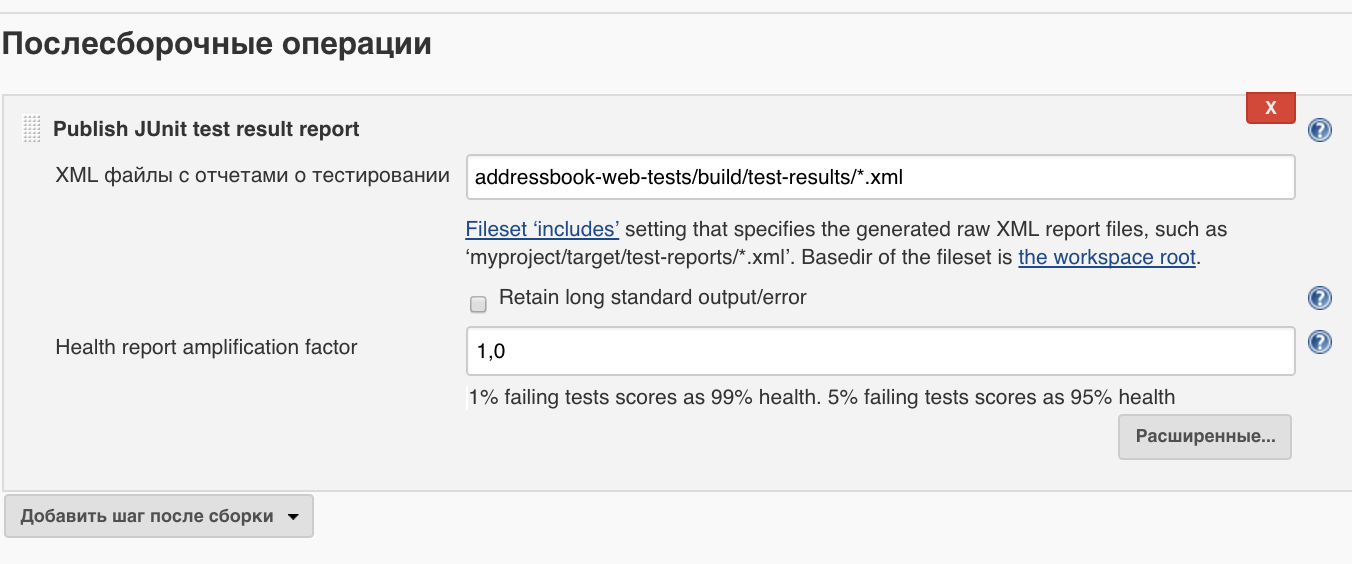 Послесборочные операции
X
Publish JUnit test result report
XML файлы с отчетами о тестировании
addressbook-web-tests/build/test-results/*.xml
Fileset ‘includes’ setting that specifies the generated raw XML report files, such as
‘myproject/target/test-reports/*.xml’. Basedir of the fileset is the workspace root.
Retain long standard output/error
Health report amplification factor
1,0
1% failing tests scores as 99% health. 5% failing tests scores as 95% health
Расширенные...
Добавить шаг после сборки